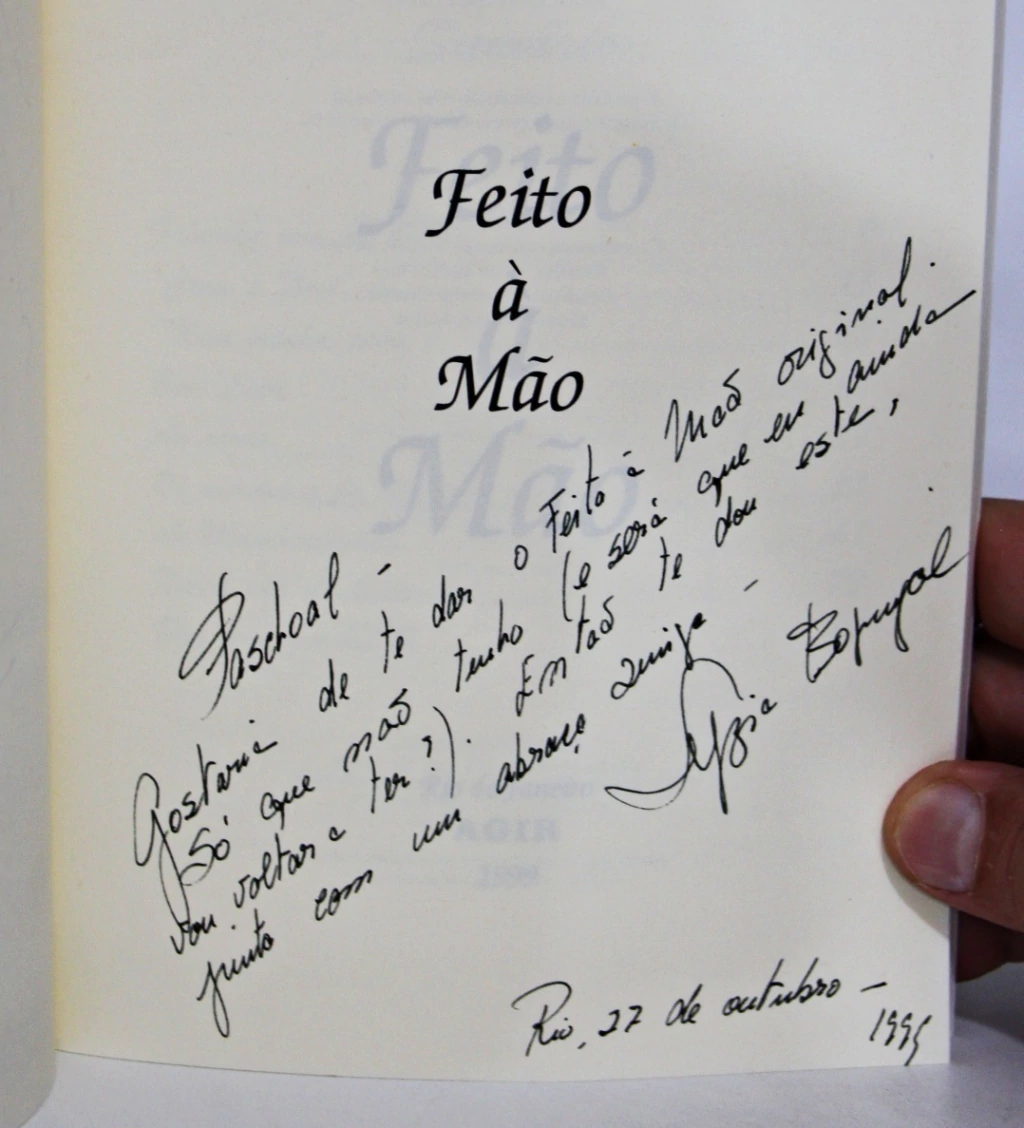 Feito
à
Mão
Paschoal -
Gostaria de te dar o Feito à Mão original.
Só que não tenho (e será que eu ainda
vou voltar a ter?). Então te dou este,
junto com um abraço amigo -
Lygia Bojunga.
Rio, 27 de outubro -